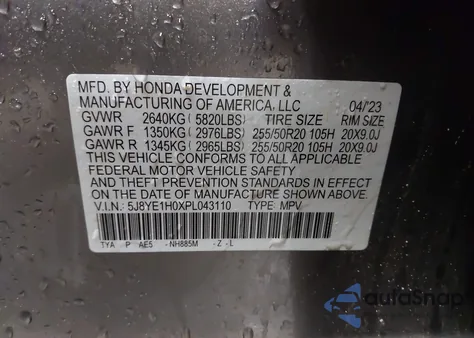 MFD. BY HONDA DEVELOPMENT &
MANUFACTURING OF AMERICA, LLC 04/'23
GVWR 2640KG( 5820LBS) TIRE SIZE RIM SIZE
GAWR F 1350KG( 2976LBS) 255/50R20 105H 20X9.0J
GAWR R 1345KG( 2965LBS) 255/50R20 105H 20X9.0J
THIS VEHICLE CONFORMS TO ALL APPLICABLE
FEDERAL MOTOR VEHICLE SAFETY, BUMPER,
AND THEFT PREVENTION STANDARDS IN EFFECT
ON THE DATE OF MANUFACTURE SHOWN ABOVE.
V.I.N.: 5J8YE1H0XPL043110 TYPE: MPV
TYA P AE5 -NH885M -Z -L
autoSnap